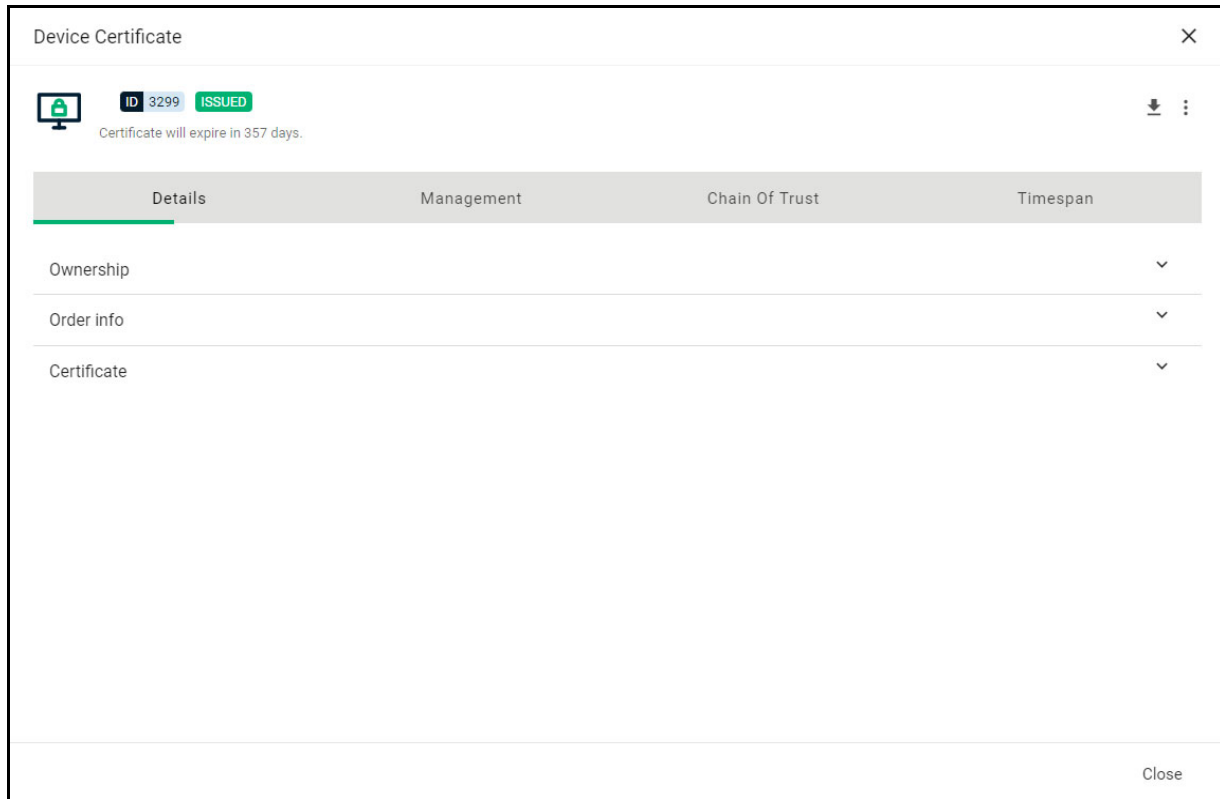 Device Certificate
ID 3299 ISSUED
Certificate will expire in 357 days.
Details Management Chain Of Trust Timespan
Ownership
Order info
Certificate
Close